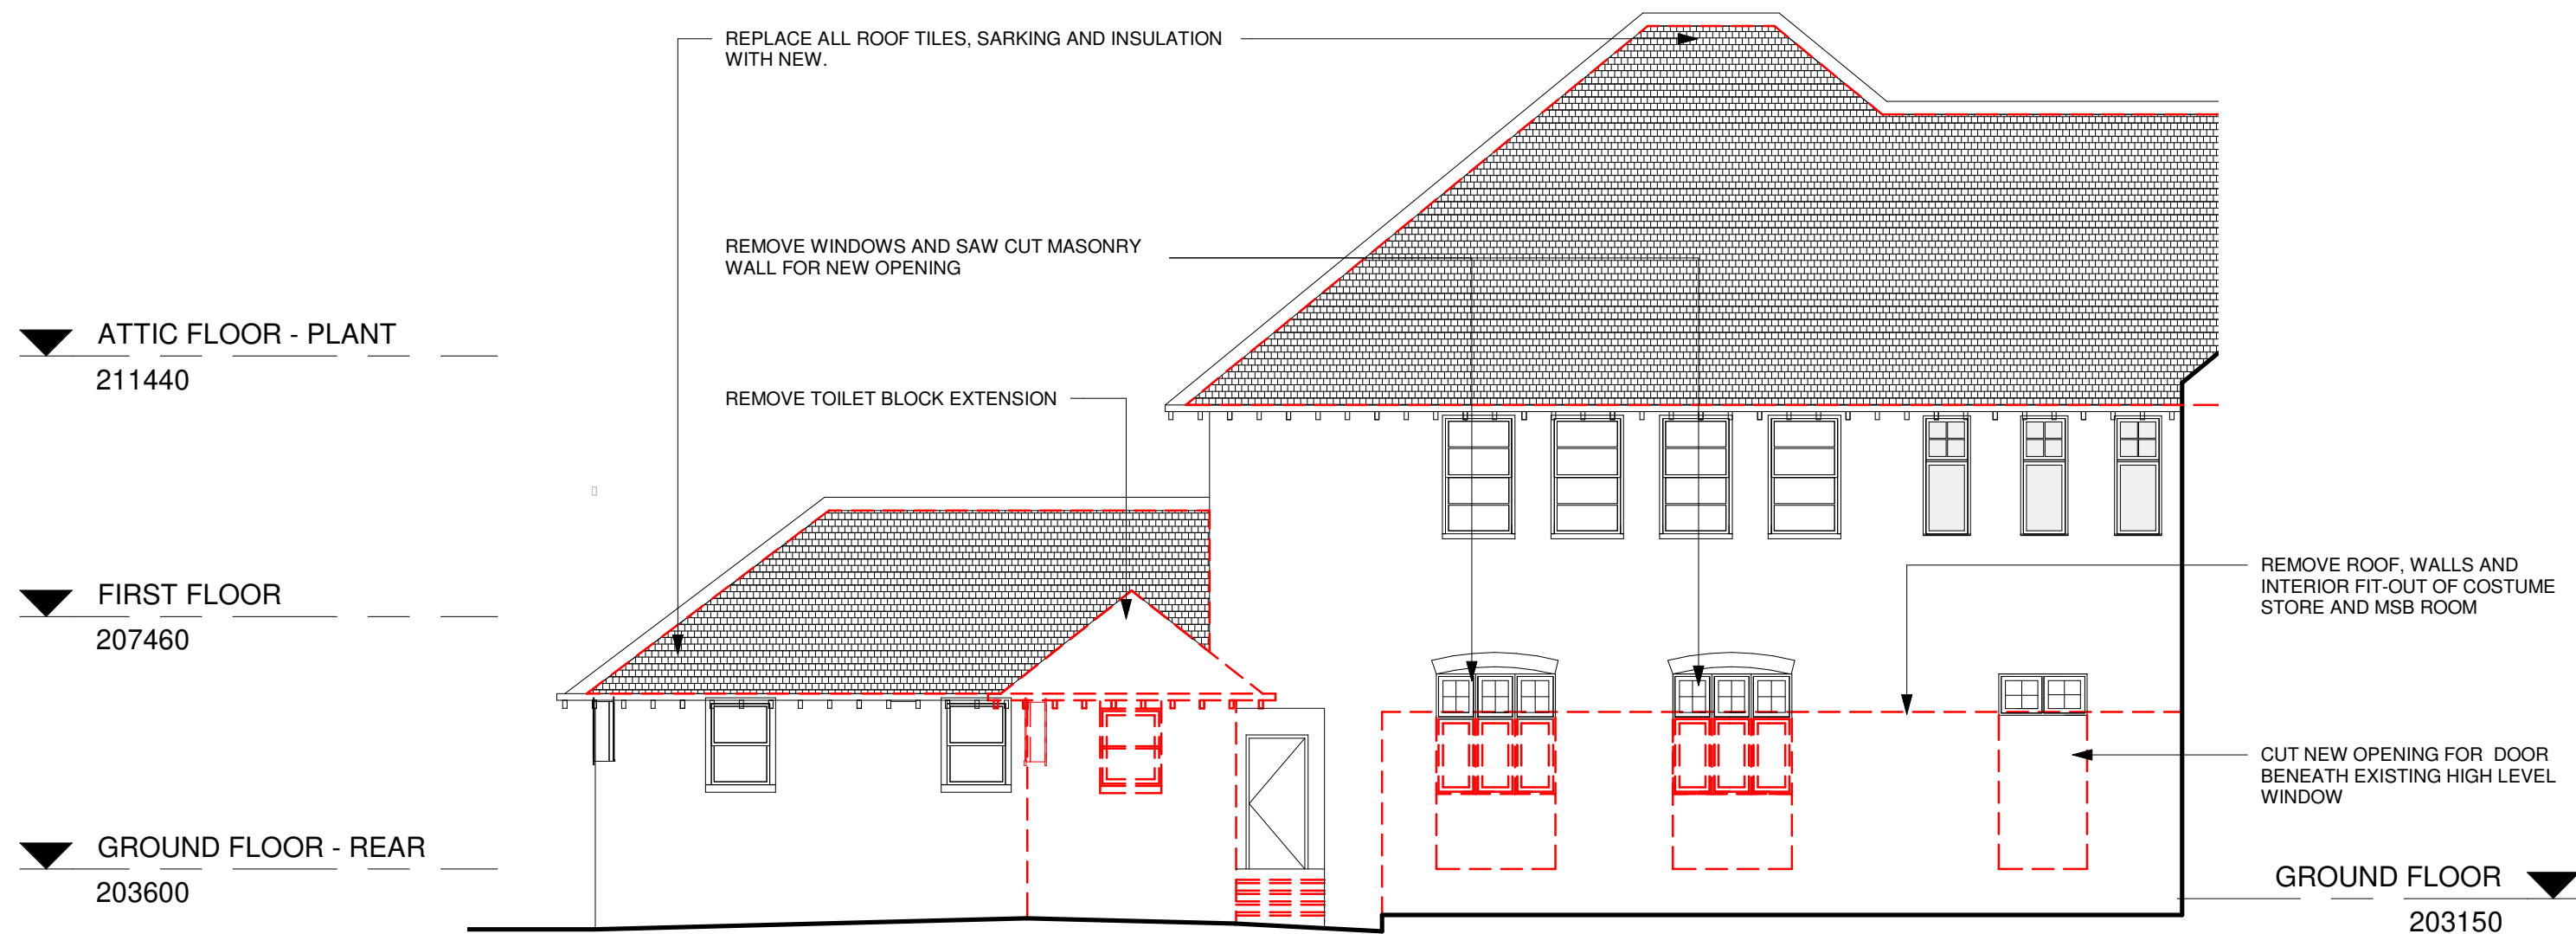 REPLACE ALL ROOF TILES, SARKING AND INSULATION
WITH NEW.
REMOVE WINDOWS AND SAW CUT MASONRY
WALL FOR NEW OPENING
ATTIC FLOOR - PLANT
211440
REMOVE TOILET BLOCK EXTENSION
FIRST FLOOR
207460
REMOVE ROOF, WALLS AND
INTERIOR FIT-OUT OF COSTUME
STORE AND MSB ROOM
CUT NEW OPENING FOR DOOR
BENEATH EXISTING HIGH LEVEL
WINDOW
GROUND FLOOR - REAR
203600
GROUND FLOOR
203150